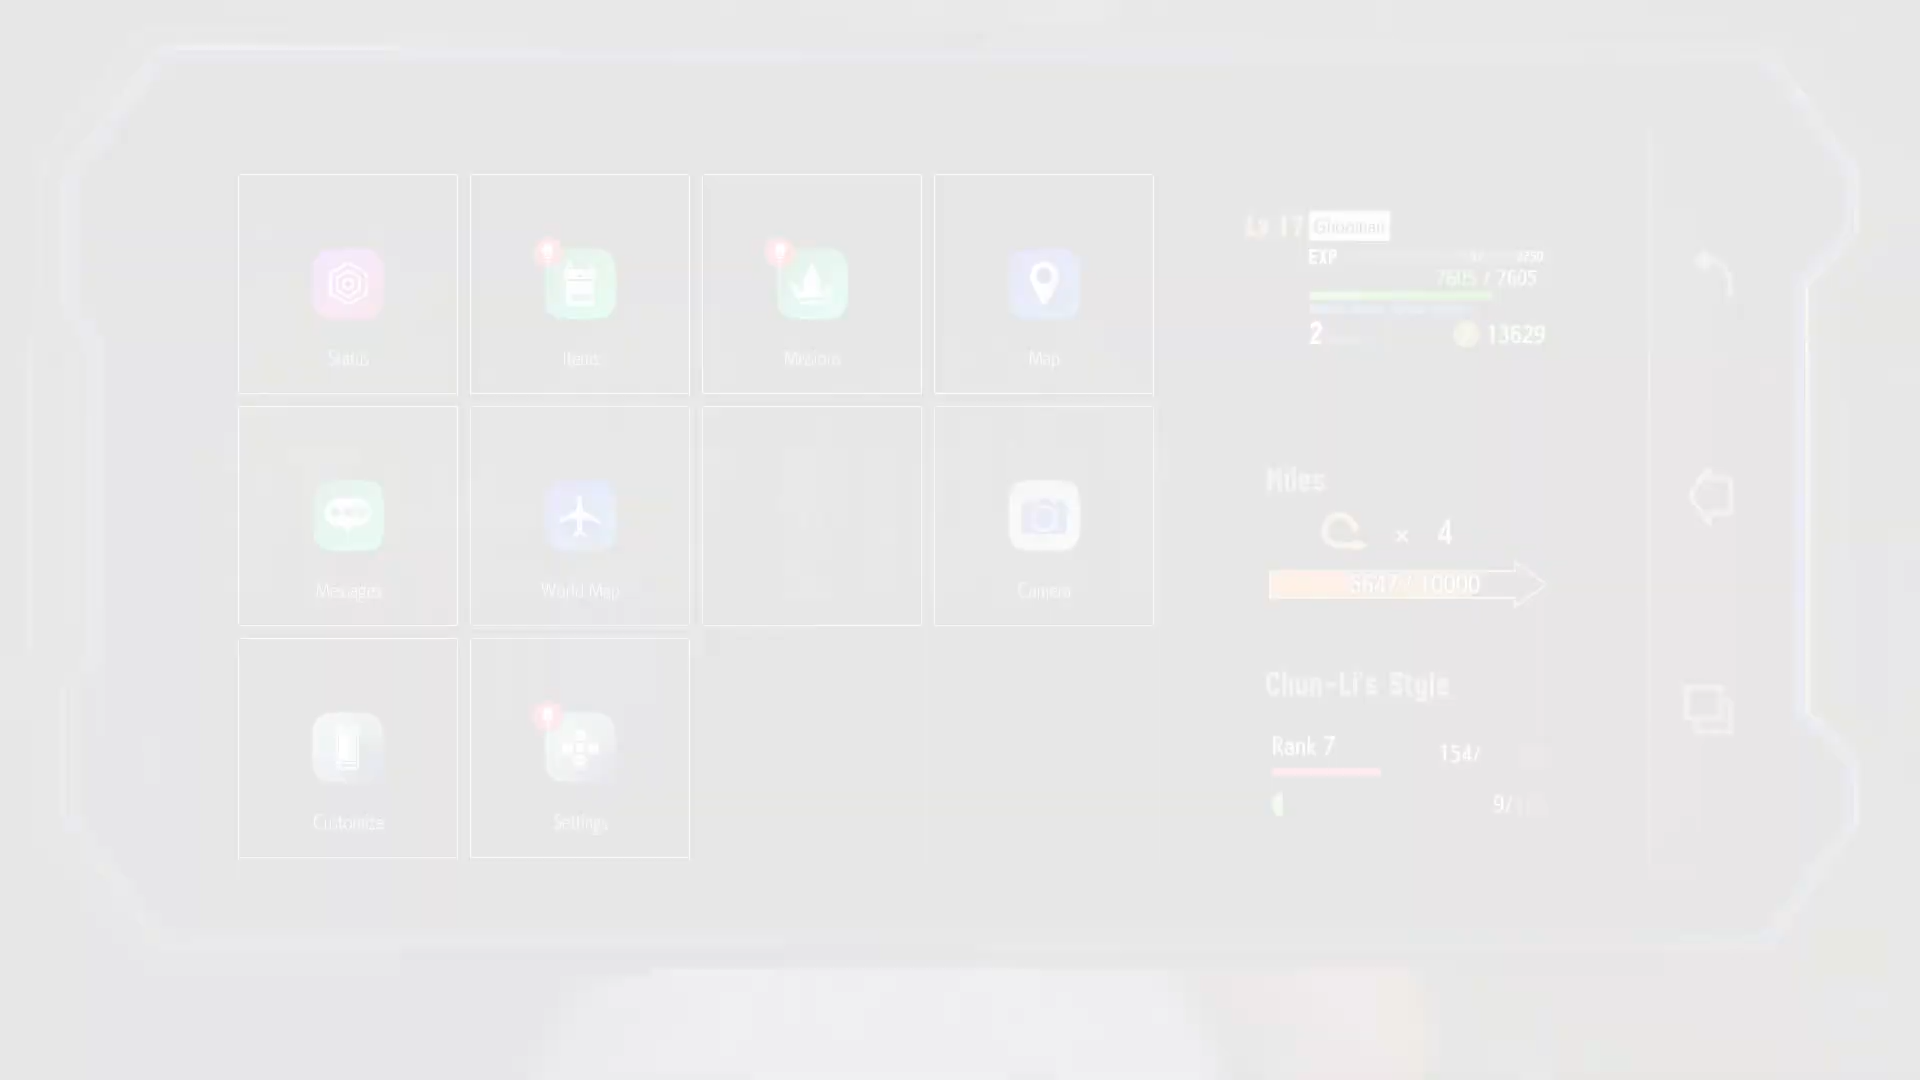 Status
Items
Missions
Map
Messages
World Map
Camera
Customize
Settings
Lv 17
EXP
7605 / 7605
2
13629
Miles
× 4
5647 / 10000
Chun-Li's Style
Rank 7
154/
9/